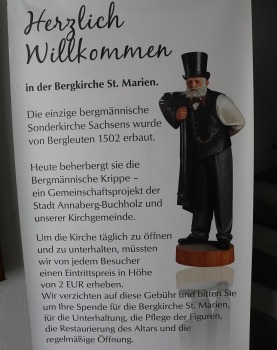 Herzlich
Willkommen
in der Bergkirche St. Marien.
Die einzige bergmännische
Sonderkirche Sachsens wurde
von Bergleuten 1502 erbaut.
Heute beherbergt sie die
Bergmännische Krippe –
ein Gemeinschaftsprojekt der
Stadt Annaberg-Buchholz und
unserer Kirchgemeinde.
Um die Kirche täglich zu öffnen
und zu unterhalten, müssten
wir von jedem Besucher
einen Eintrittspreis in Höhe
von 2 EUR erheben.
Wir verzichten auf diese Gebühr und bitten Sie
um Ihre Spende für die Bergkirche St. Marien,
für die Unterhaltung, die Pflege der Figuren,
die Restaurierung des Altars und die
regelmäßige Öffnung.